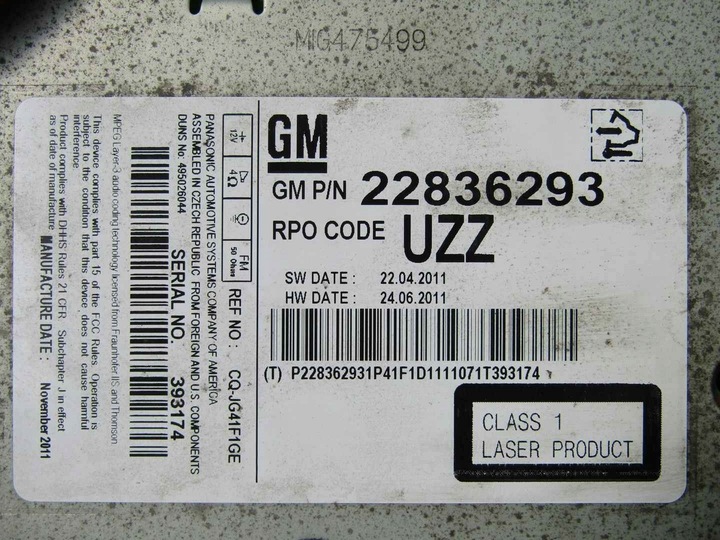 MIG475499
GM
GM P/N 22836293
RPO CODE UZZ
SW DATE : 22.04.2011
HW DATE : 24.06.2011
(T) P228362931P41F1D1111071T393174
CLASS 1
LASER PRODUCT
12V
4Ω
FM
50 Ohms
REF NO : CQ-JG41F1GE
PANASONIC AUTOMOTIVE SYSTEMS COMPANY OF AMERICA
ASSEMBLED IN CZECH REPUBLIC FROM FOREIGN AND U.S. COMPONENTS
DUNS No: 495026044
SERIAL NO. 393174
MPEG Layer-3 audio coding technology licensed from Fraunhofer IIS and Thomson
This device complies with part 15 of the FCC Rules. Operation is
subject to the condition that this device does not cause harmful
interference.
Product complies with DHHS Rules 21 CFR Subchapter J in effect
as of date of manufacture
MANUFACTURE DATE : November 2011